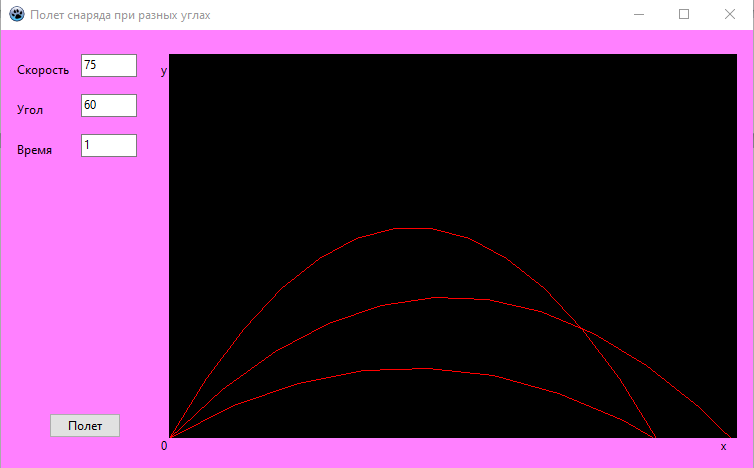 Полет снаряда при разных углах
Скорость 75
y
Угол 60
Время 1
Полет
0
x